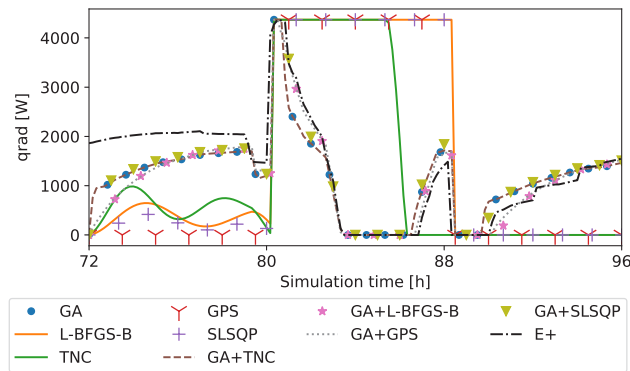 4000
3000
2000
1000
0
qrad [W]
72
80
88
96
Simulation time [h]
GA
GPS
GA+L-BFGS-B
GA+SLSQP
L-BFGS-B
SLSQP
GA+GPS
E+
TNC
GA+TNC